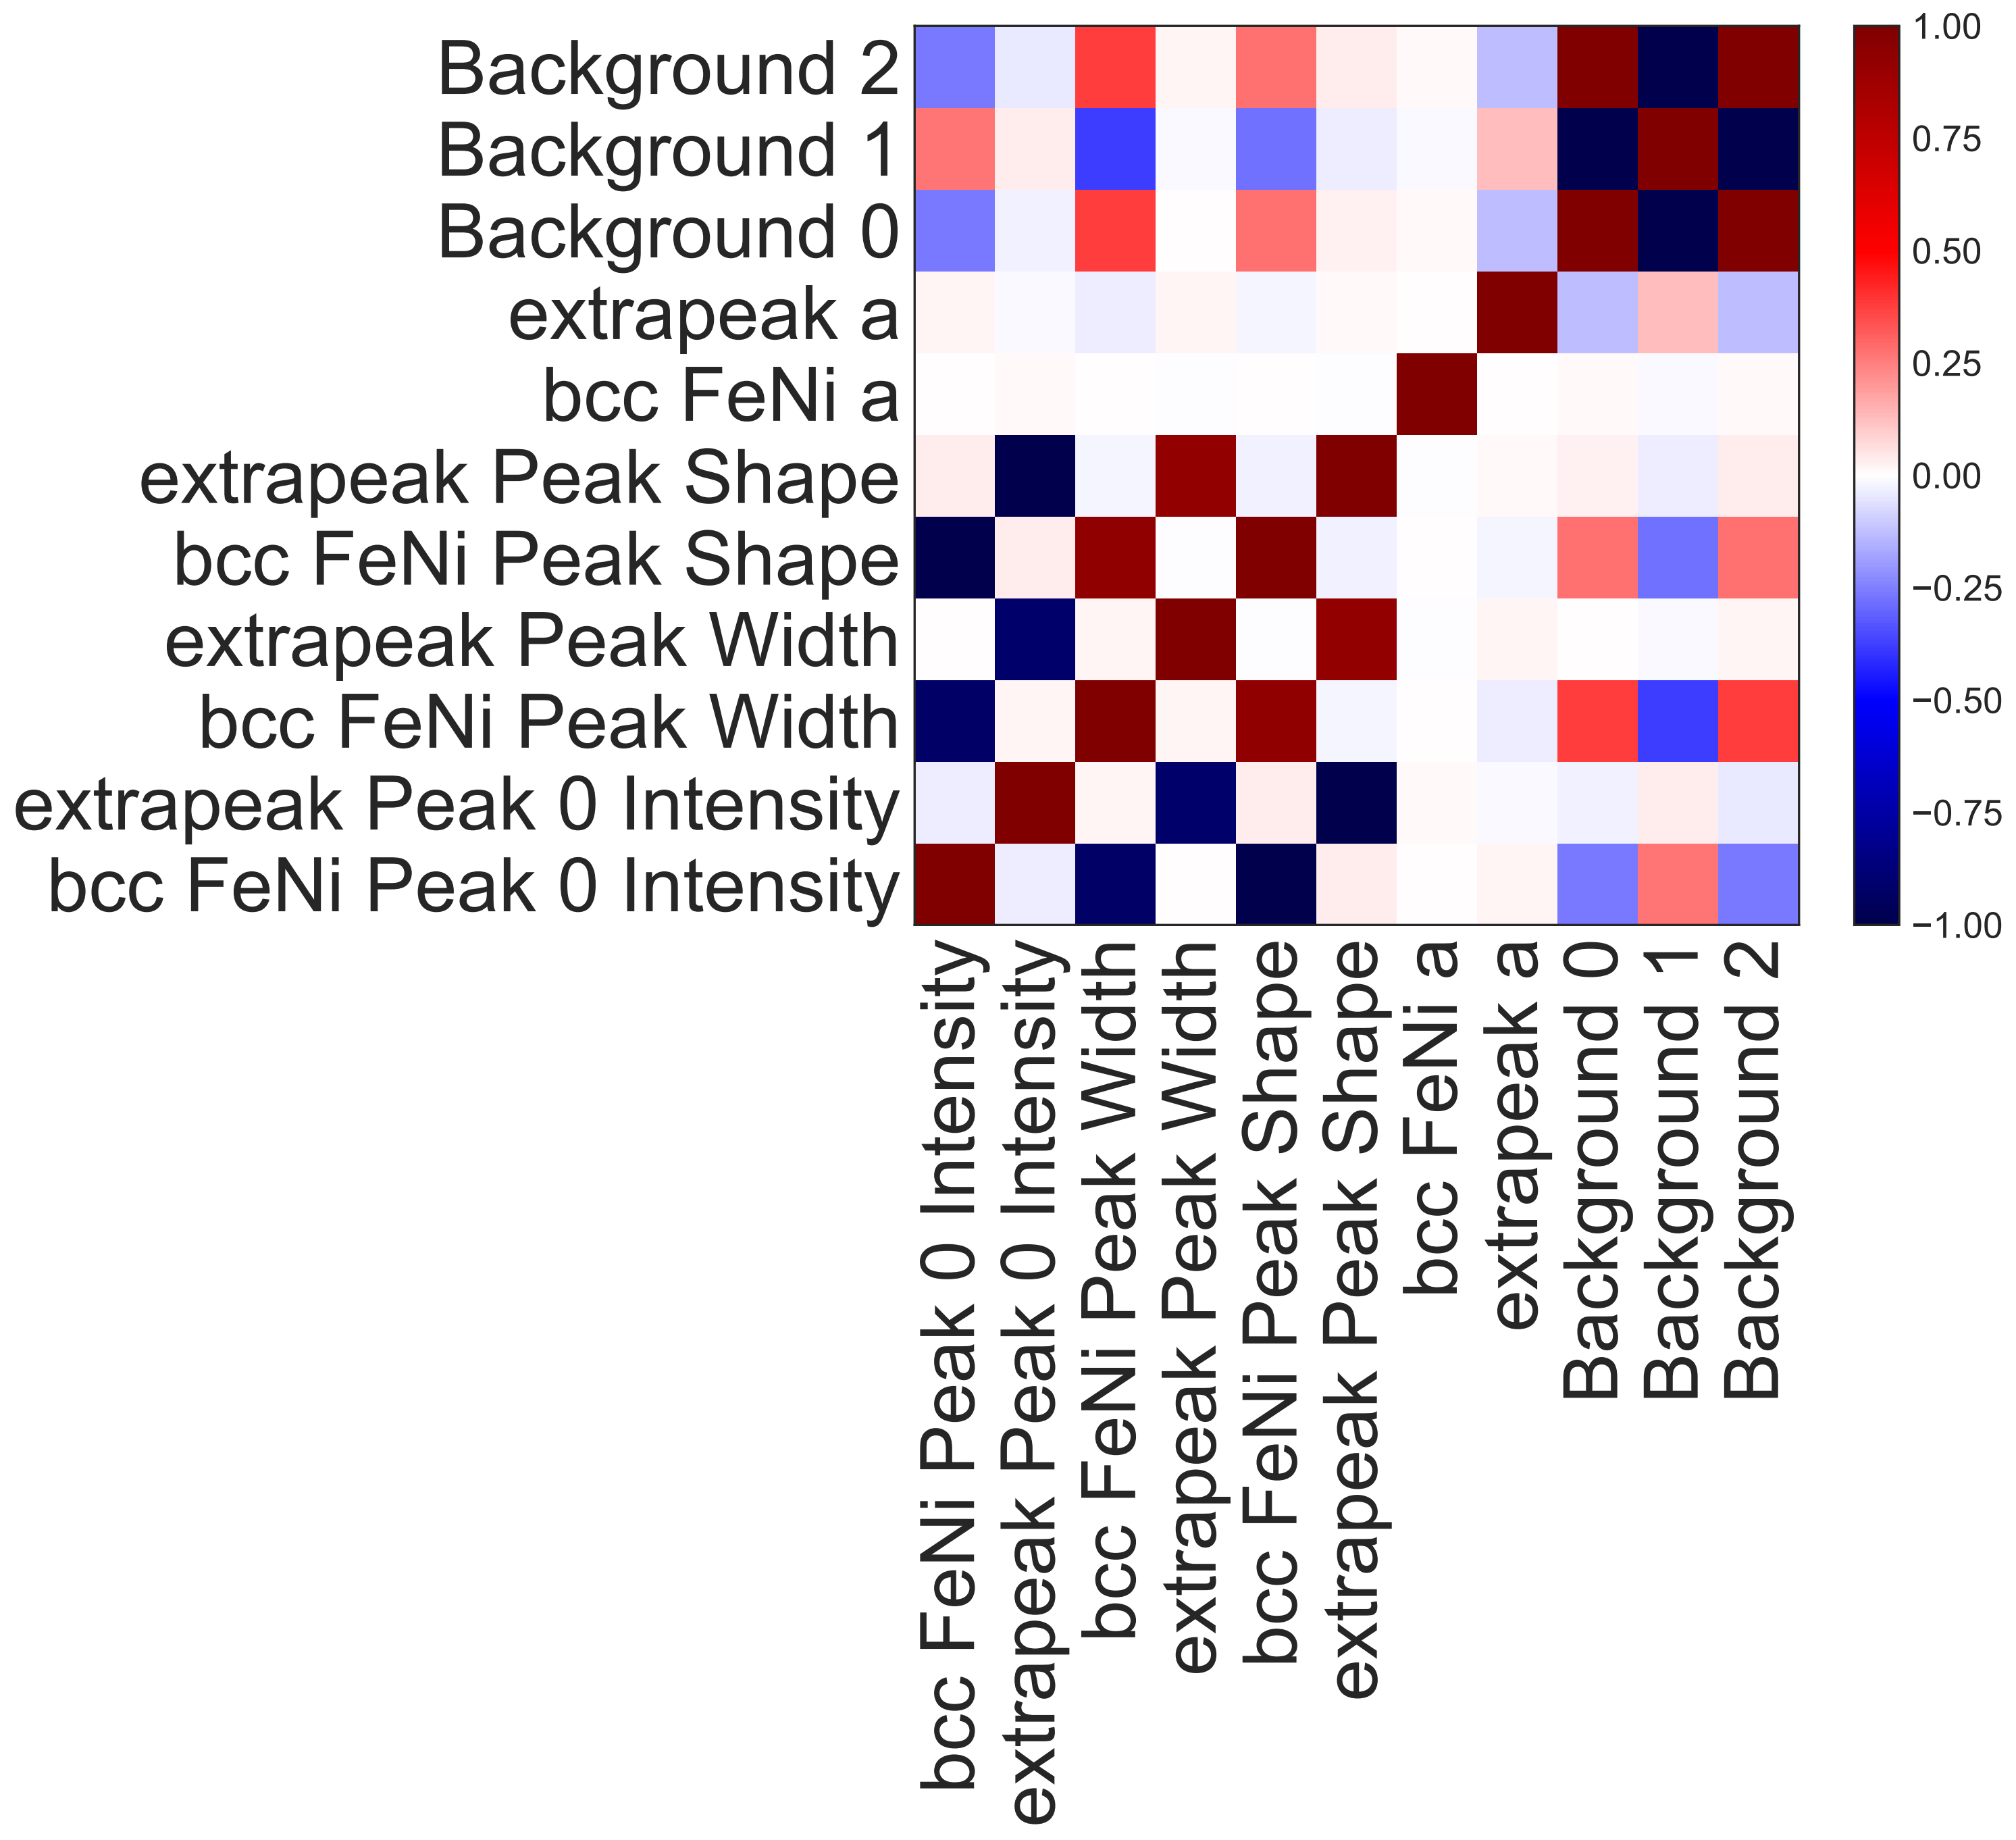 Background 2
Background 1
Background 0
extrapeak a
bcc FeNi a
extrapeak Peak Shape
bcc FeNi Peak Shape
extrapeak Peak Width
bcc FeNi Peak Width
extrapeak Peak 0 Intensity
bcc FeNi Peak 0 Intensity
bcc FeNi Peak 0 Intensity
extrapeak Peak 0 Intensity
bcc FeNi Peak Width
extrapeak Peak Width
bcc FeNi Peak Shape
extrapeak Peak Shape
bcc FeNi a
extrapeak a
Background 0
Background 1
Background 2
1.00
0.75
0.50
0.25
0.00
−0.25
−0.50
−0.75
−1.00